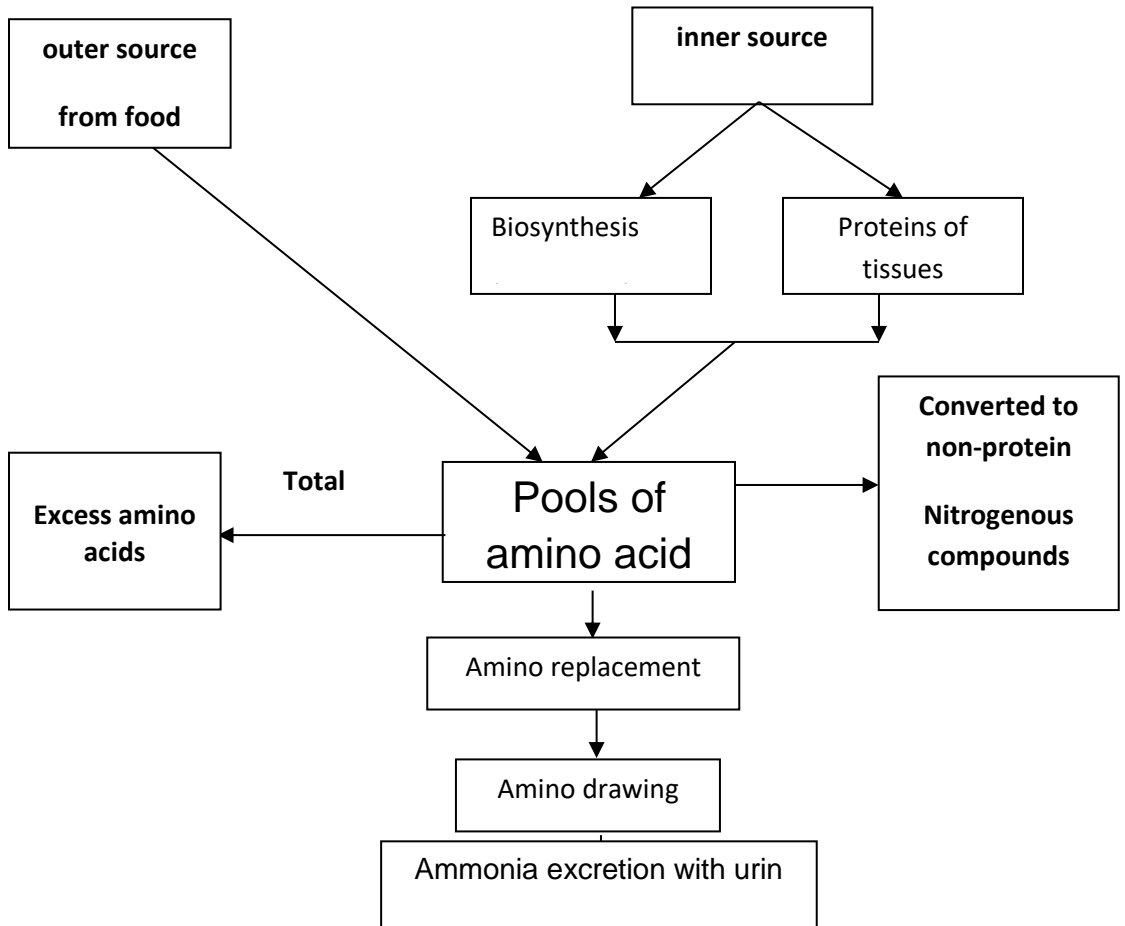 outer source
from food
inner source
Biosynthesis
Proteins of
tissues
Converted to
non-protein
Nitrogenous
compounds
Total
Excess amino
acids
Pools of
amino acid
Amino replacement
Amino drawing
Ammonia excretion with urin